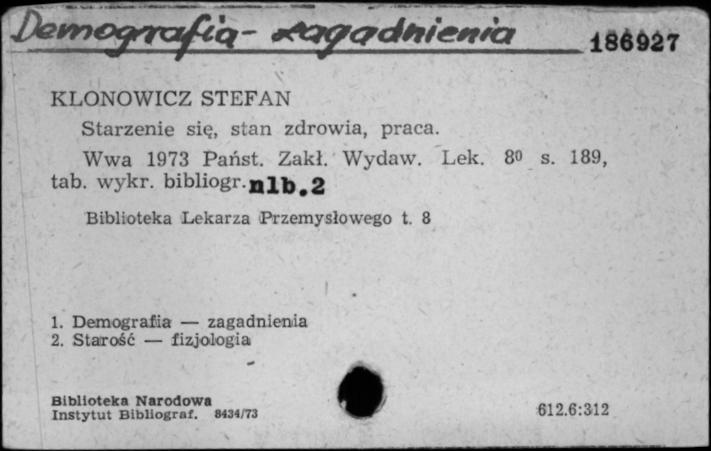 Demografia - zagadnienia
186927
KLONOWICZ STEFAN
Starzenie się, stan zdrowia, praca.
Wwa 1973 Państ. Zakł. Wydaw. Lek. 8⁰ s. 189,
tab. wykr. bibliogr. nlb.2
Biblioteka Lekarza Przemysłowego t. 8
1. Demografia — zagadnienia
2. Starość — fizjologia
Biblioteka Narodowa
Instytut Bibliograf. 8434/73
612.6:312